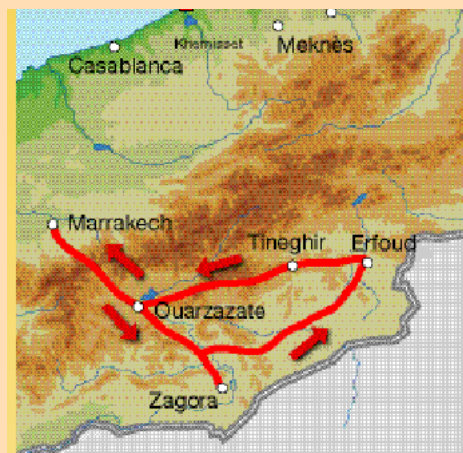 Khemisset
Meknès
Casablanca
Marrakech
Tineghir
Erfoud
Ouarzazate
Zagora